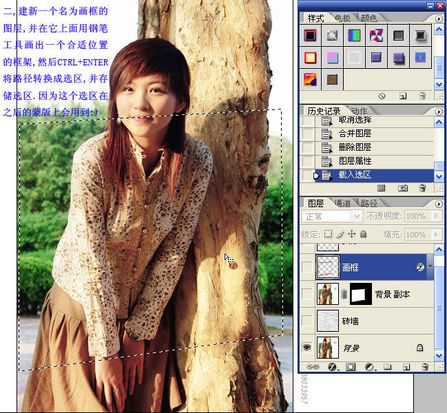 二,建新一个名为画框的
图层,并在它上面用钢笔
工具画出一个合适位置
的框架,然后CTRL+ENTER
将路径转换成选区,并存
储选区.因为这个选区在
之后的蒙版上会用到:)
样式 色板 颜色
历史记录 动作
取消选择
合并图层
删除图层
图层属性
载入选区
图层 通道 路径
正常 不透明度: 100%
锁定: 填充: 100%
画框
背景 副本
砖墙
背景